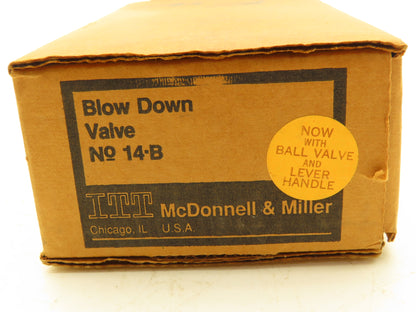 Blow Down
Valve
Nº 14-B
NOW
WITH
BALL VALVE
AND
LEVER
HANDLE
ITT McDonnell & Miller
Chicago, IL U.S.A.